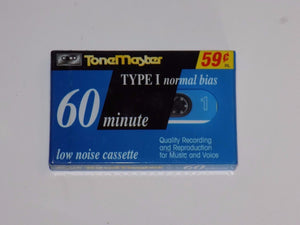 ToneMaster
59¢
TYPE I normal bias
60 minute
1
low noise cassette
Quality Recording
and Reproduction
for Music and Voice